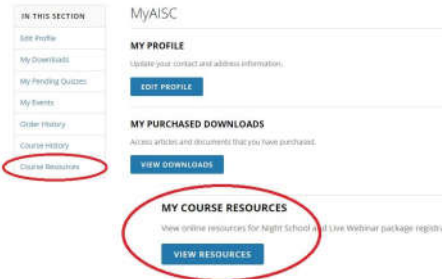 IN THIS SECTION
Edit Profile
My Downloads
My Pending Quizzes
My Events
Order History
Course History
Course Resources
MyAISC
MY PROFILE
Update your contact and address information.
EDIT PROFILE
MY PURCHASED DOWNLOADS
Access articles and documents that you have purchased.
VIEW DOWNLOADS
MY COURSE RESOURCES
View online resources for Night School and Live Webinar package registra
VIEW RESOURCES